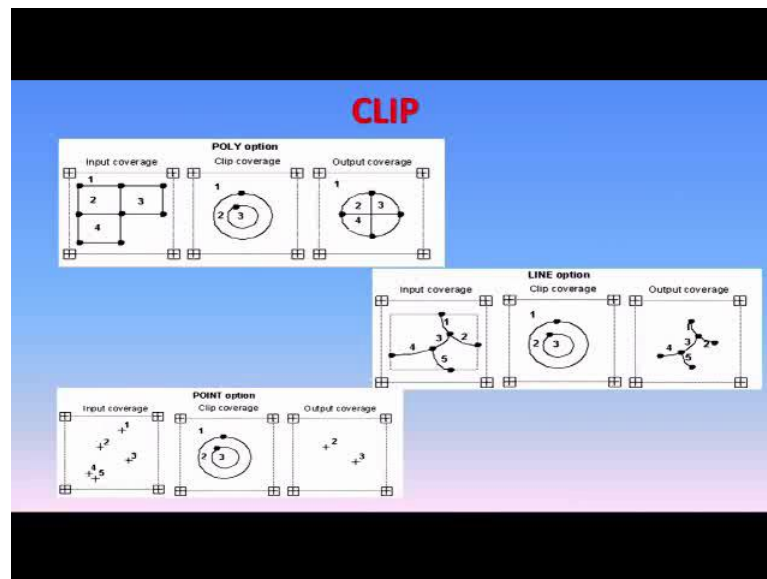 CLIP
POLY option
Input coverage Clip coverage Output coverage
1 1 1
2 3 2 3 2 3
4 4
LINE option
Input coverage Clip coverage Output coverage
1 1 1
4 3 2 2 3 4 3 2
5 5
POINT option
Input coverage Clip coverage Output coverage
1 1
2 2 3 2
3 3
4 5